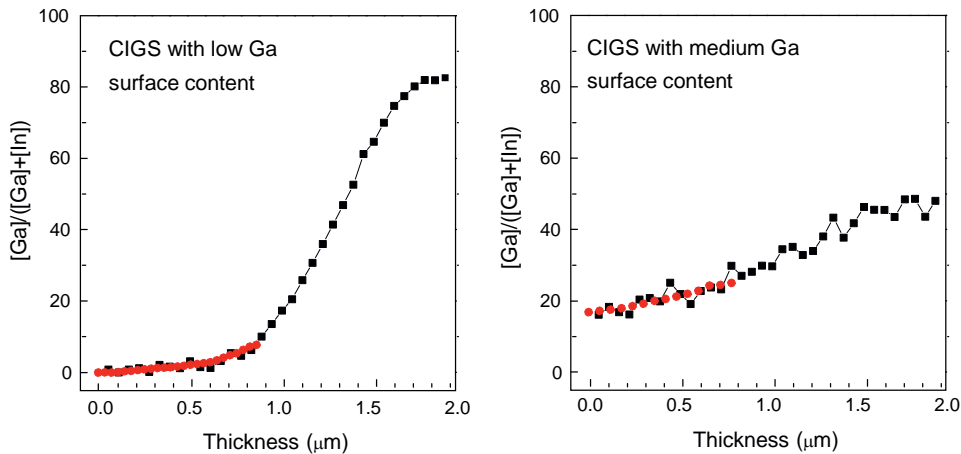 100
80
60
40
20
0
[Ga]/([Ga]+[In])
CIGS with low Ga
surface content
0.0 0.5 1.0 1.5 2.0
Thickness (μm)
100
80
60
40
20
0
[Ga]/([Ga]+[In])
CIGS with medium Ga
surface content
0.0 0.5 1.0 1.5 2.0
Thickness (μm)